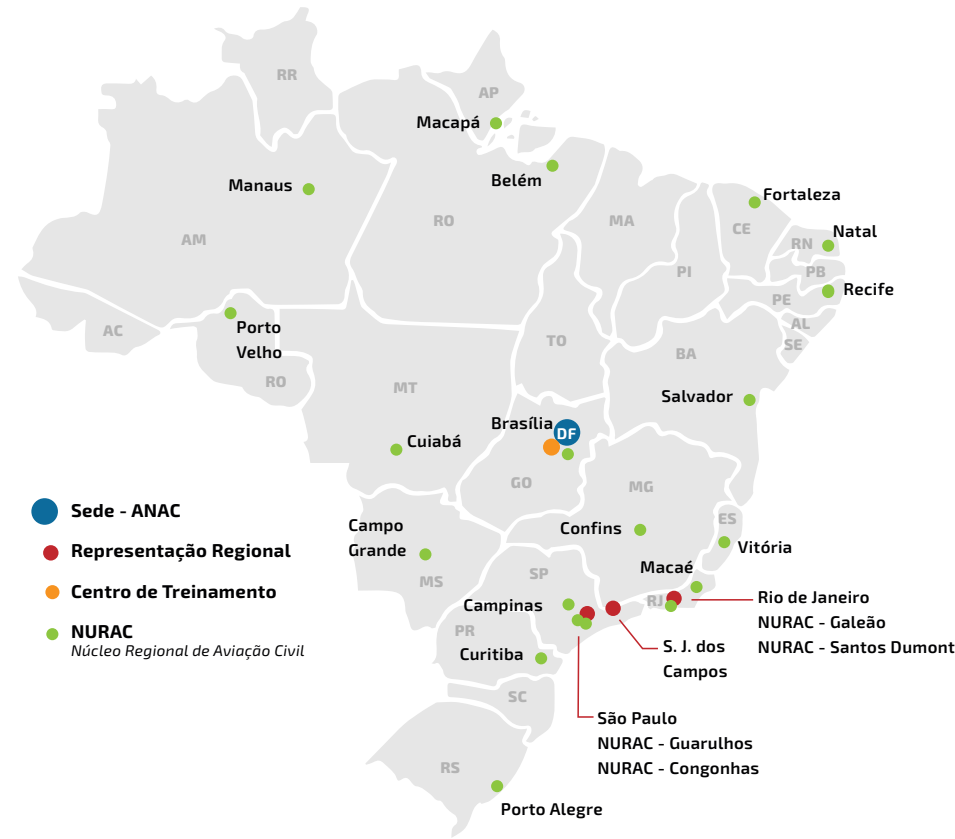 RR
AP
Macapá
Belém
Manaus
Fortaleza
RO
MA
CE
Natal
RN
AM
PI
PB
Recife
PE
AL
SE
AC
Porto
Velho
TO
BA
RO
MT
Salvador
Brasília
DF
Cuiabá
GO
MG
Sede - ANAC
Representação Regional
Centro de Treinamento
NURAC
Núcleo Regional de Aviação Civil
Campo
Grande
MS
Confins
ES
Vitória
Macaé
SP
RJ
Campinas
Rio de Janeiro
NURAC - Galeão
NURAC - Santos Dumont
PR
Curitiba
S. J. dos
Campos
SC
São Paulo
NURAC - Guarulhos
NURAC - Congonhas
RS
Porto Alegre